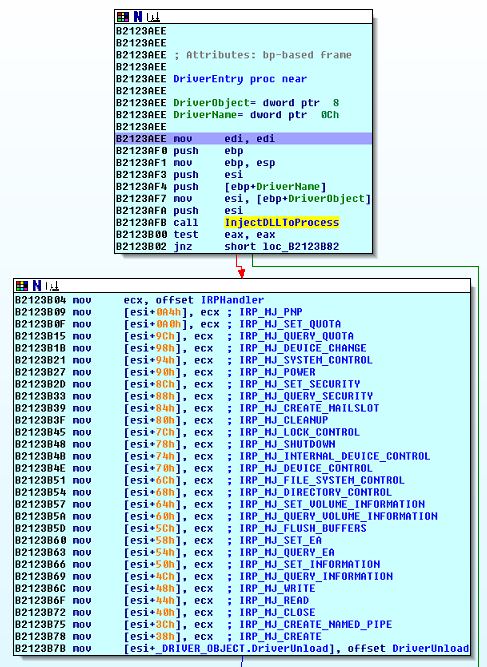 B2123AEE
B2123AEE
B2123AEE ; Attributes: bp-based frame
B2123AEE
B2123AEE DriverEntry proc near
B2123AEE
B2123AEE DriverObject= dword ptr  8
B2123AEE DriverName= dword ptr  0Ch
B2123AEE
B2123AEE mov     edi, edi
B2123AF0 push    ebp
B2123AF1 mov     ebp, esp
B2123AF3 push    esi
B2123AF4 push    [ebp+DriverName]
B2123AF7 mov     esi, [ebp+DriverObject]
B2123AFA push    esi
B2123AFB call    InjectDLLToProcess
B2123B00 test    eax, eax
B2123B02 jnz     short loc_B2123B82
B2123B04 mov     ecx, offset IRPHandler
B2123B09 mov     [esi+0A4h], ecx ; IRP_MJ_PNP
B2123B0F mov     [esi+0A0h], ecx ; IRP_MJ_SET_QUOTA
B2123B15 mov     [esi+9Ch], ecx  ; IRP_MJ_QUERY_QUOTA
B2123B1B mov     [esi+98h], ecx  ; IRP_MJ_DEVICE_CHANGE
B2123B21 mov     [esi+94h], ecx  ; IRP_MJ_SYSTEM_CONTROL
B2123B27 mov     [esi+90h], ecx  ; IRP_MJ_POWER
B2123B2D mov     [esi+8Ch], ecx  ; IRP_MJ_SET_SECURITY
B2123B33 mov     [esi+88h], ecx  ; IRP_MJ_QUERY_SECURITY
B2123B39 mov     [esi+84h], ecx  ; IRP_MJ_CREATE_MAILSLOT
B2123B3F mov     [esi+80h], ecx  ; IRP_MJ_CLEANUP
B2123B45 mov     [esi+7Ch], ecx  ; IRP_MJ_LOCK_CONTROL
B2123B48 mov     [esi+78h], ecx  ; IRP_MJ_SHUTDOWN
B2123B4B mov     [esi+74h], ecx  ; IRP_MJ_INTERNAL_DEVICE_CONTROL
B2123B4E mov     [esi+70h], ecx  ; IRP_MJ_DEVICE_CONTROL
B2123B51 mov     [esi+6Ch], ecx  ; IRP_MJ_FILE_SYSTEM_CONTROL
B2123B54 mov     [esi+68h], ecx  ; IRP_MJ_DIRECTORY_CONTROL
B2123B57 mov     [esi+64h], ecx  ; IRP_MJ_SET_VOLUME_INFORMATION
B2123B5A mov     [esi+60h], ecx  ; IRP_MJ_QUERY_VOLUME_INFORMATION
B2123B5D mov     [esi+5Ch], ecx  ; IRP_MJ_FLUSH_BUFFERS
B2123B60 mov     [esi+58h], ecx  ; IRP_MJ_SET_EA
B2123B63 mov     [esi+54h], ecx  ; IRP_MJ_QUERY_EA
B2123B66 mov     [esi+50h], ecx  ; IRP_MJ_SET_INFORMATION
B2123B69 mov     [esi+4Ch], ecx  ; IRP_MJ_QUERY_INFORMATION
B2123B6C mov     [esi+48h], ecx  ; IRP_MJ_WRITE
B2123B6F mov     [esi+44h], ecx  ; IRP_MJ_READ
B2123B72 mov     [esi+40h], ecx  ; IRP_MJ_CLOSE
B2123B75 mov     [esi+3Ch], ecx  ; IRP_MJ_CREATE_NAMED_PIPE
B2123B78 mov     [esi+38h], ecx  ; IRP_MJ_CREATE
B2123B7B mov     [esi+_DRIVER_OBJECT.DriverUnload], offset DriverUnload